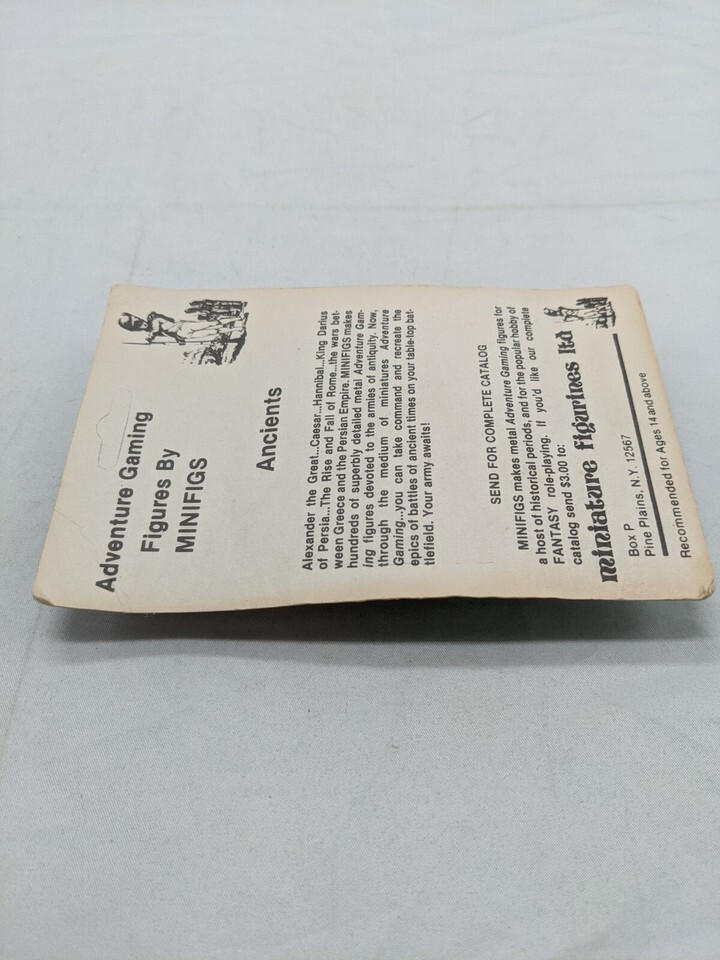 Adventure Gaming
Figures By
MINIFIGS
Ancients
Alexander the Great...Caesar...Hannibal...King Darius
of Persia...The Rise and Fall of Rome...the wars bet-
ween Greece and the Persian Empire. MINIFIGS makes
hundreds of superbly detailed metal Adventure Gam-
ing figures devoted to the armies of antiquity. Now,
through the medium of miniatures Adventure
Gaming...you can take command and recreate the
epics of battles of ancient times on your table-top bat-
tlefield. Your army awaits!
SEND FOR COMPLETE CATALOG
MINIFIGS makes metal Adventure Gaming figures for
a host of historical periods, and for the popular hobby of
FANTASY role-playing. If you'd like our complete
catalog send $3.00 to:
miniature figurines ltd
Box P
Pine Plains, N.Y. 12567
Recommended for Ages 14 and above